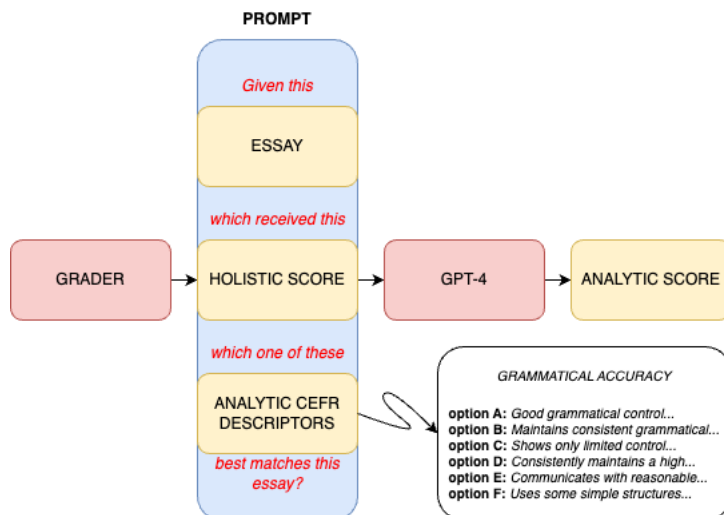 PROMPT
Given this
ESSAY
which received this
GRADER
HOLISTIC SCORE
GPT-4
ANALYTIC SCORE
which one of these
ANALYTIC CEFR
DESCRIPTORS
best matches this
essay?
GRAMMATICAL ACCURACY
option A: Good grammatical control...
option B: Maintains consistent grammatical...
option C: Shows only limited control...
option D: Consistently maintains a high...
option E: Communicates with reasonable...
option F: Uses some simple structures...